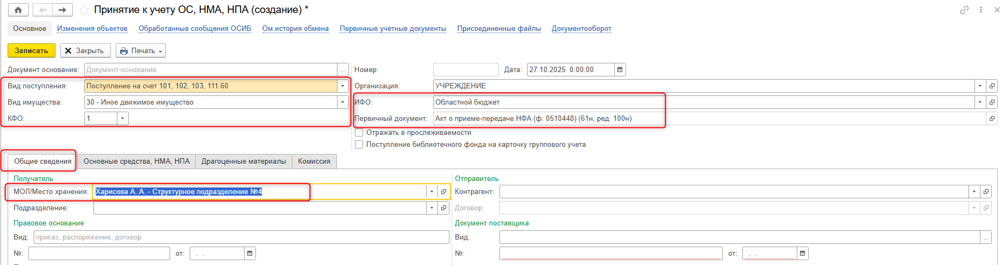 Принятие к учету ОС, НМА, НПА (создание) *
Основное Изменения объектов Обработанные сообщения ОСИБ Ом история обмена Первичные учетные документы Присоединенные файлы Документооборот
Записать Закрыть Печать
Документ основание: Документ-основание ... Номер: Дата: 27.10.2025 0:00:00
Вид поступления: Поступление на счет 101, 102, 103, 111.60 Организация: УЧРЕЖДЕНИЕ
Вид имущества: 30 - Иное движимое имущество ИФО: Областной бюджет
КФО: 1 Первичный документ: Акт о приеме-передаче НФА (ф. 0510448) (61н, ред. 100н)
Отражать в прослеживаемости
Поступление библиотечного фонда на карточку группового учета
Общие сведения Основные средства, НМА, НПА Драгоценные материалы Комиссия
Получатель Отправитель
МОЛ/Место хранения: Харисова А. А. - Структурное подразделение №4 Контрагент:
Подразделение: Договор:
Правовое основание Документ поставщика
Вид: приказ, распоряжение, договор Вид: ...
№: от: . . №: от: . .